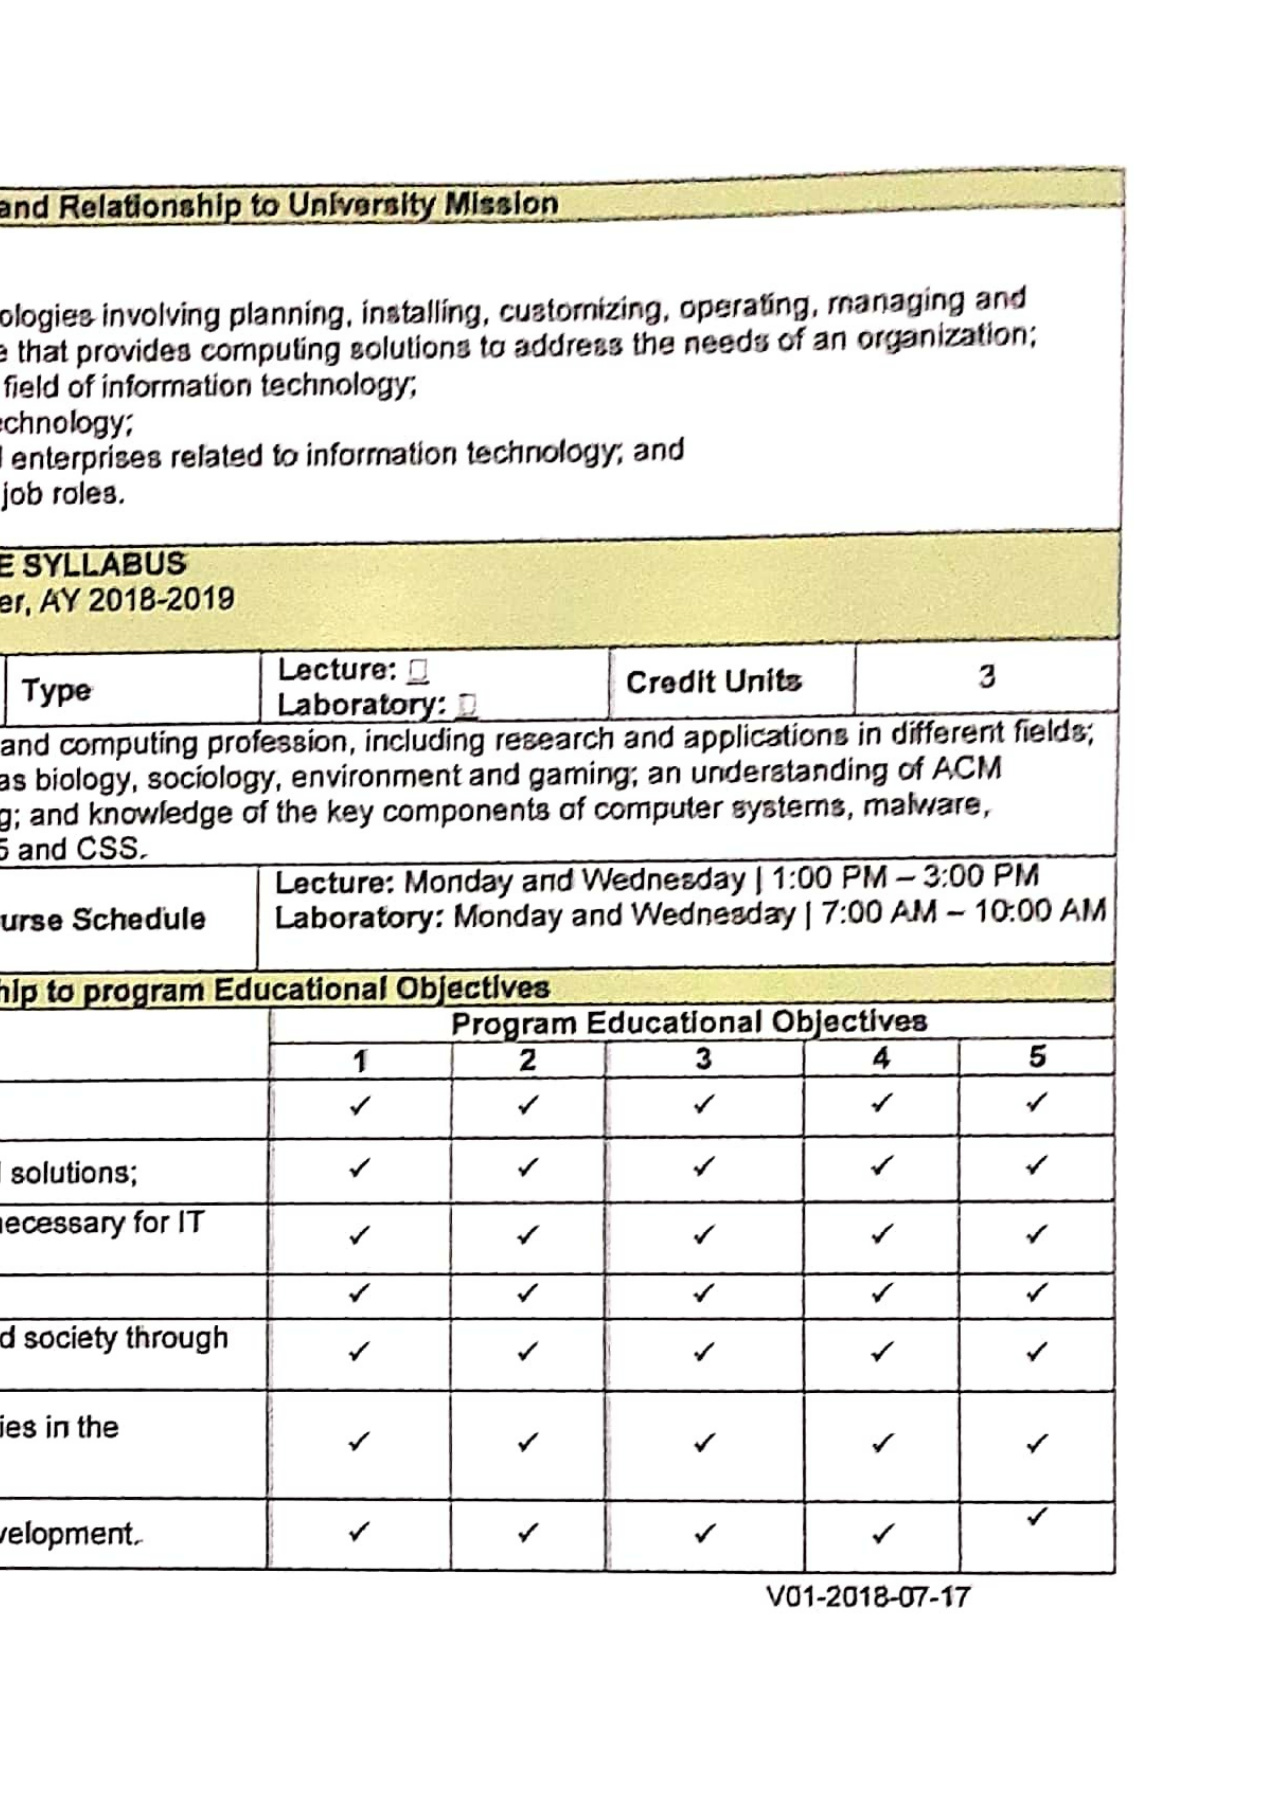 and Relationship to University Mission
ologies involving planning, installing, customizing, operating, managing and
e that provides computing solutions to address the needs of an organization;
field of information technology;
echnology;
l enterprises related to information technology; and
job roles.
E SYLLABUS
er, AY 2018-2019
Type
Lecture: ▯
Laboratory: ▯
Credit Units
3
and computing profession, including research and applications in different fields;
as biology, sociology, environment and gaming; an understanding of ACM
g; and knowledge of the key components of computer systems, malware,
5 and CSS.
urse Schedule
Lecture: Monday and Wednesday | 1:00 PM – 3:00 PM
Laboratory: Monday and Wednesday | 7:00 AM – 10:00 AM
hip to program Educational Objectives
Program Educational Objectives
1 2 3 4 5
✓ ✓ ✓ ✓ ✓
l solutions; ✓ ✓ ✓ ✓ ✓
necessary for IT ✓ ✓ ✓ ✓ ✓
✓ ✓ ✓ ✓ ✓
d society through ✓ ✓ ✓ ✓ ✓
ies in the ✓ ✓ ✓ ✓ ✓
velopment. ✓ ✓ ✓ ✓ ✓
V01-2018-07-17